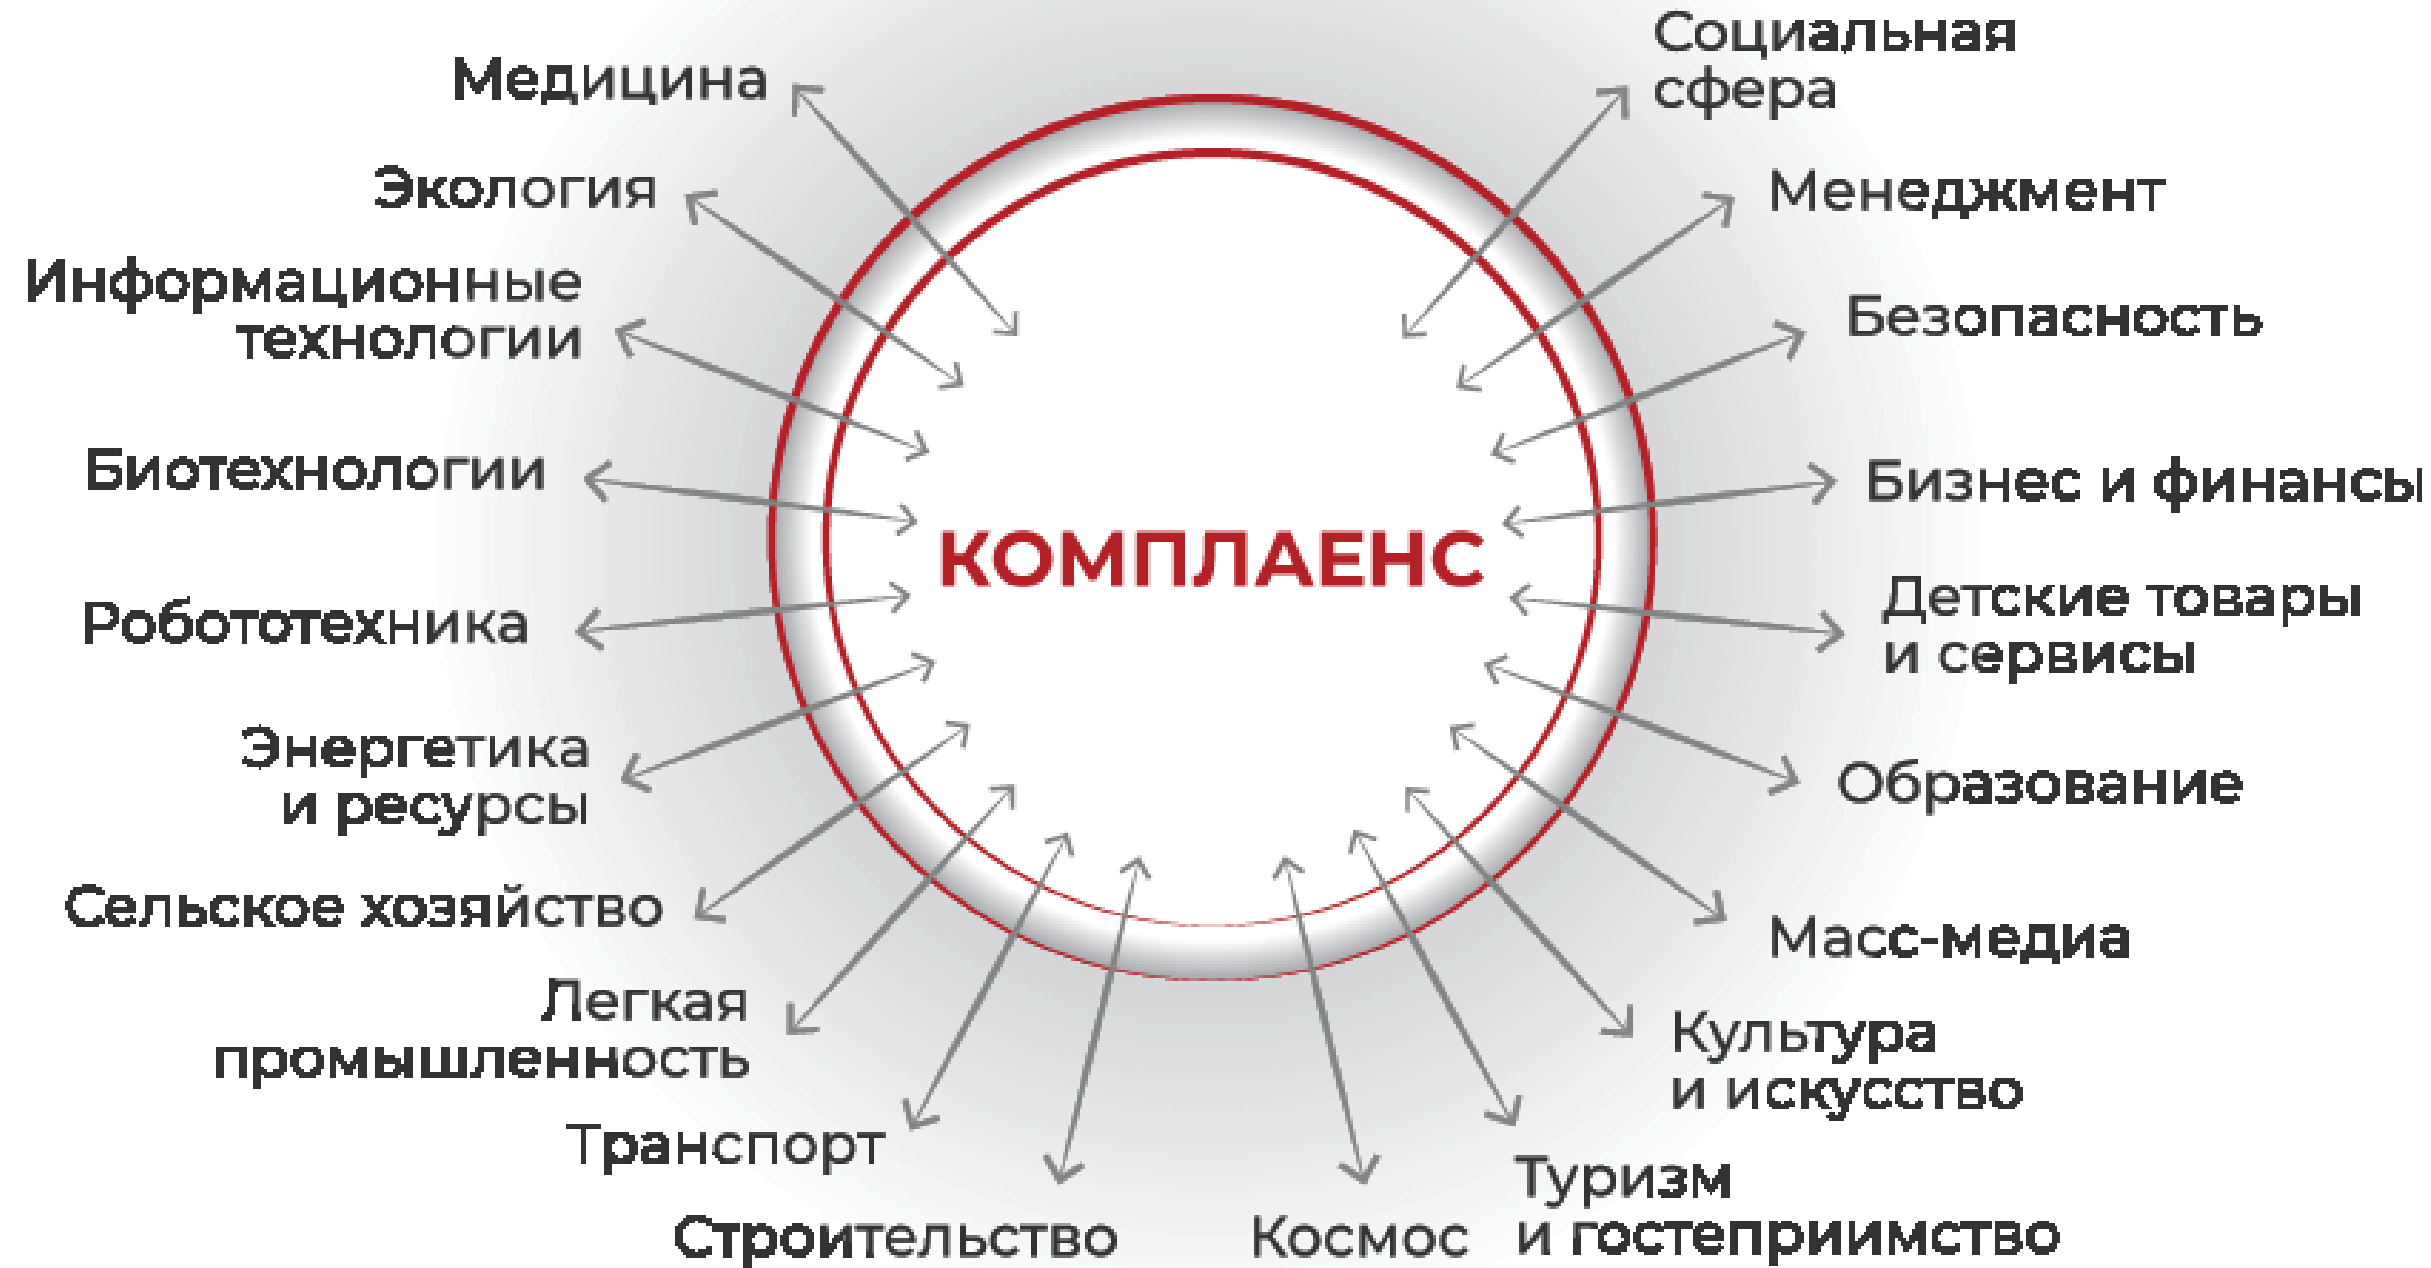 Медицина
Экология
Информационные
технологии
Биотехнологии
Робототехника
Энергетика
и ресурсы
Сельское хозяйство
Легкая
промышленность
Транспорт
Строительство
КОМПЛАЕНС
Социальная
сфера
Менеджмент
Безопасность
Бизнес и финансы
Детские товары
и сервисы
Образование
Масс-медиа
Культура
и искусство
Туризм
и гостеприимство
Космос